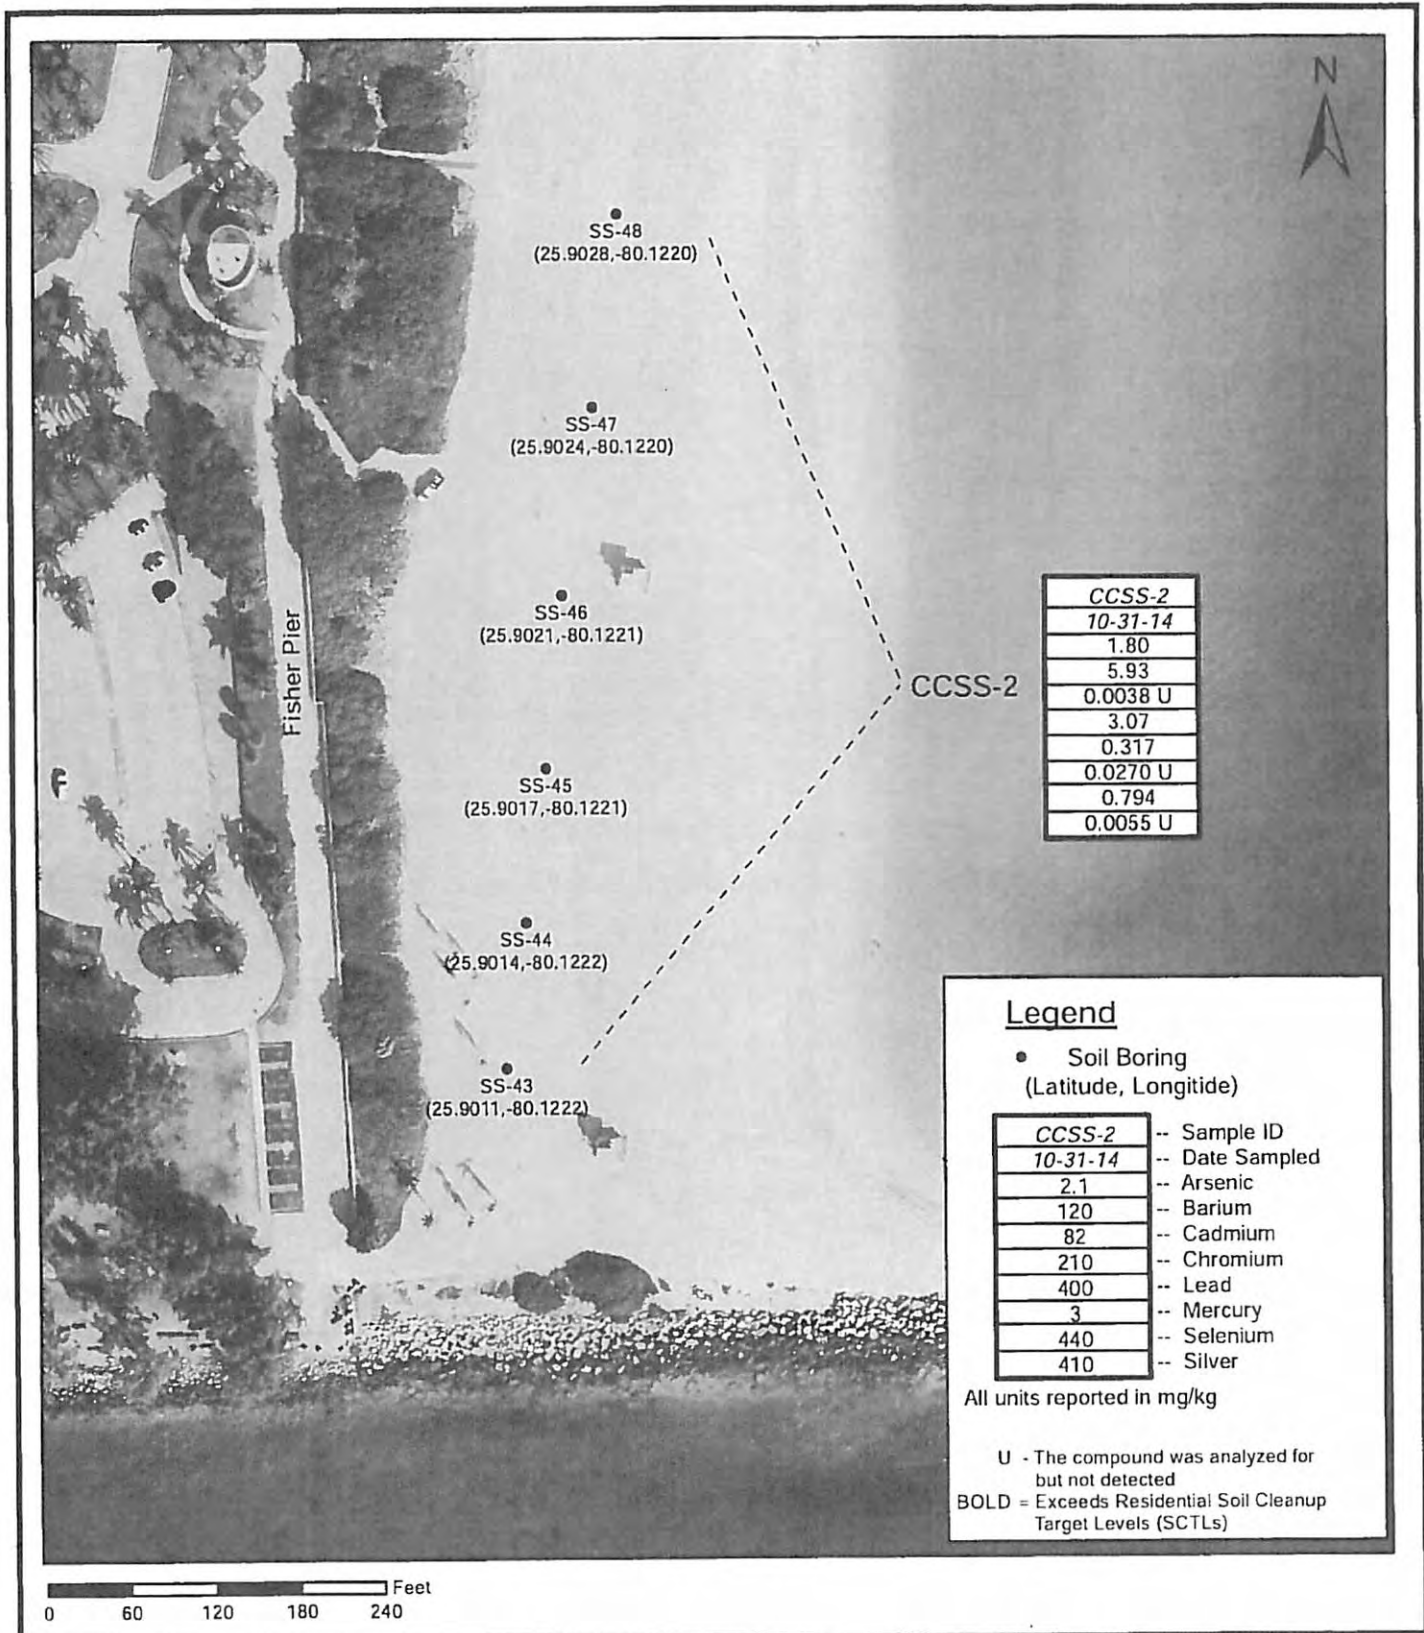 N
SS-48
(25.9028,-80.1220)
SS-47
(25.9024,-80.1220)
SS-46
(25.9021,-80.1221)
Fisher Pier
CCSS-2
SS-45
(25.9017,-80.1221)
SS-44
(25.9014,-80.1222)
SS-43
(25.9011,-80.1222)
CCSS-2
10-31-14
1.80
5.93
0.0038 U
3.07
0.317
0.0270 U
0.794
0.0055 U
Legend
Soil Boring
(Latitude, Longitide)
CCSS-2 -- Sample ID
10-31-14 -- Date Sampled
2.1 -- Arsenic
120 -- Barium
82 -- Cadmium
210 -- Chromium
400 -- Lead
3 -- Mercury
440 -- Selenium
410 -- Silver
All units reported in mg/kg
U - The compound was analyzed for
but not detected
BOLD = Exceeds Residential Soil Cleanup
Target Levels (SCTLs)
Feet
0 60 120 180 240